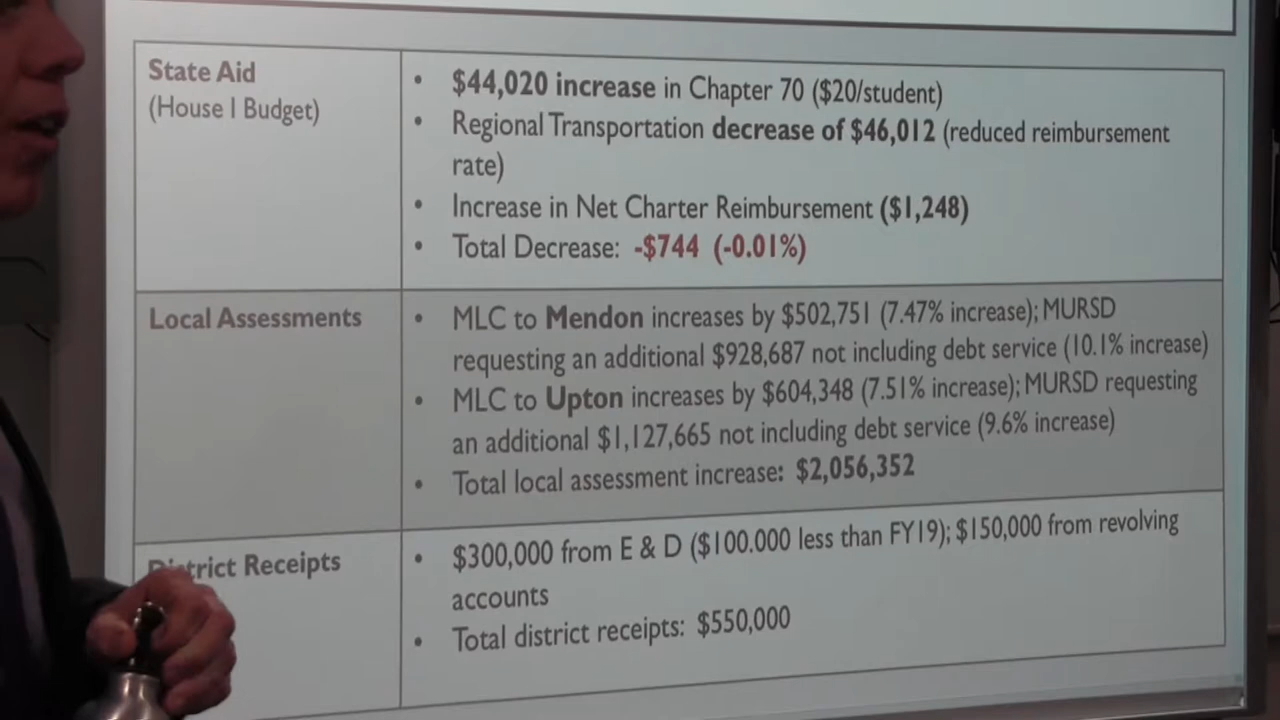 State Aid
(House 1 Budget)
• $44,020 increase in Chapter 70 ($20/student)
• Regional Transportation decrease of $46,012 (reduced reimbursement
rate)
• Increase in Net Charter Reimbursement ($1,248)
• Total Decrease: -$744 (-0.01%)
Local Assessments
• MLC to Mendon increases by $502,751 (7.47% increase); MURSD
requesting an additional $928,687 not including debt service (10.1% increase)
• MLC to Upton increases by $604,348 (7.51% increase); MURSD requesting
an additional $1,127,665 not including debt service (9.6% increase)
• Total local assessment increase: $2,056,352
District Receipts
• $300,000 from E & D ($100.000 less than FY19); $150,000 from revolving
accounts
• Total district receipts: $550,000